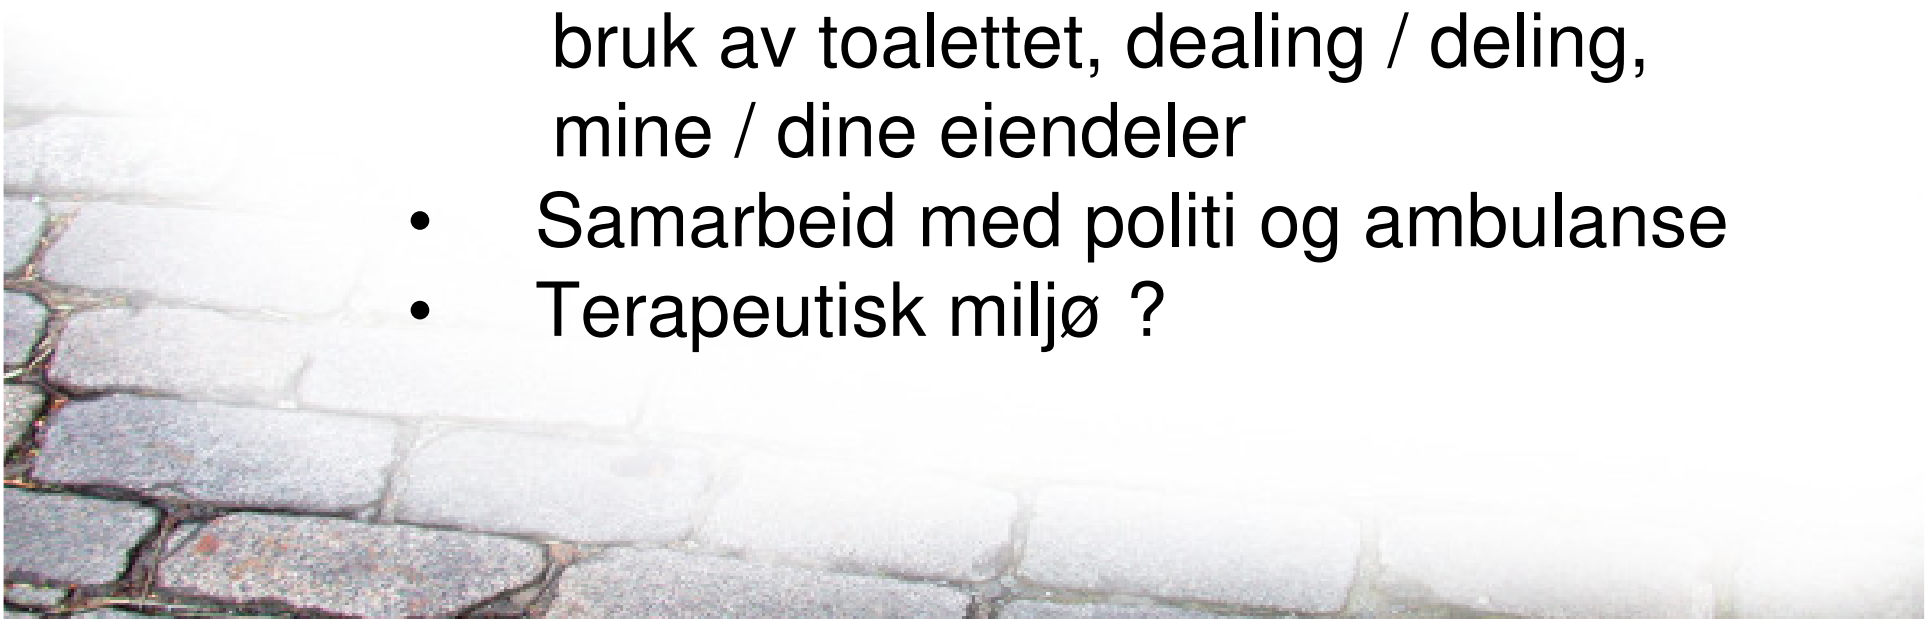 bruk av toalettet, dealing / deling,
mine / dine eiendeler
• Samarbeid med politi og ambulanse
• Terapeutisk miljø ?